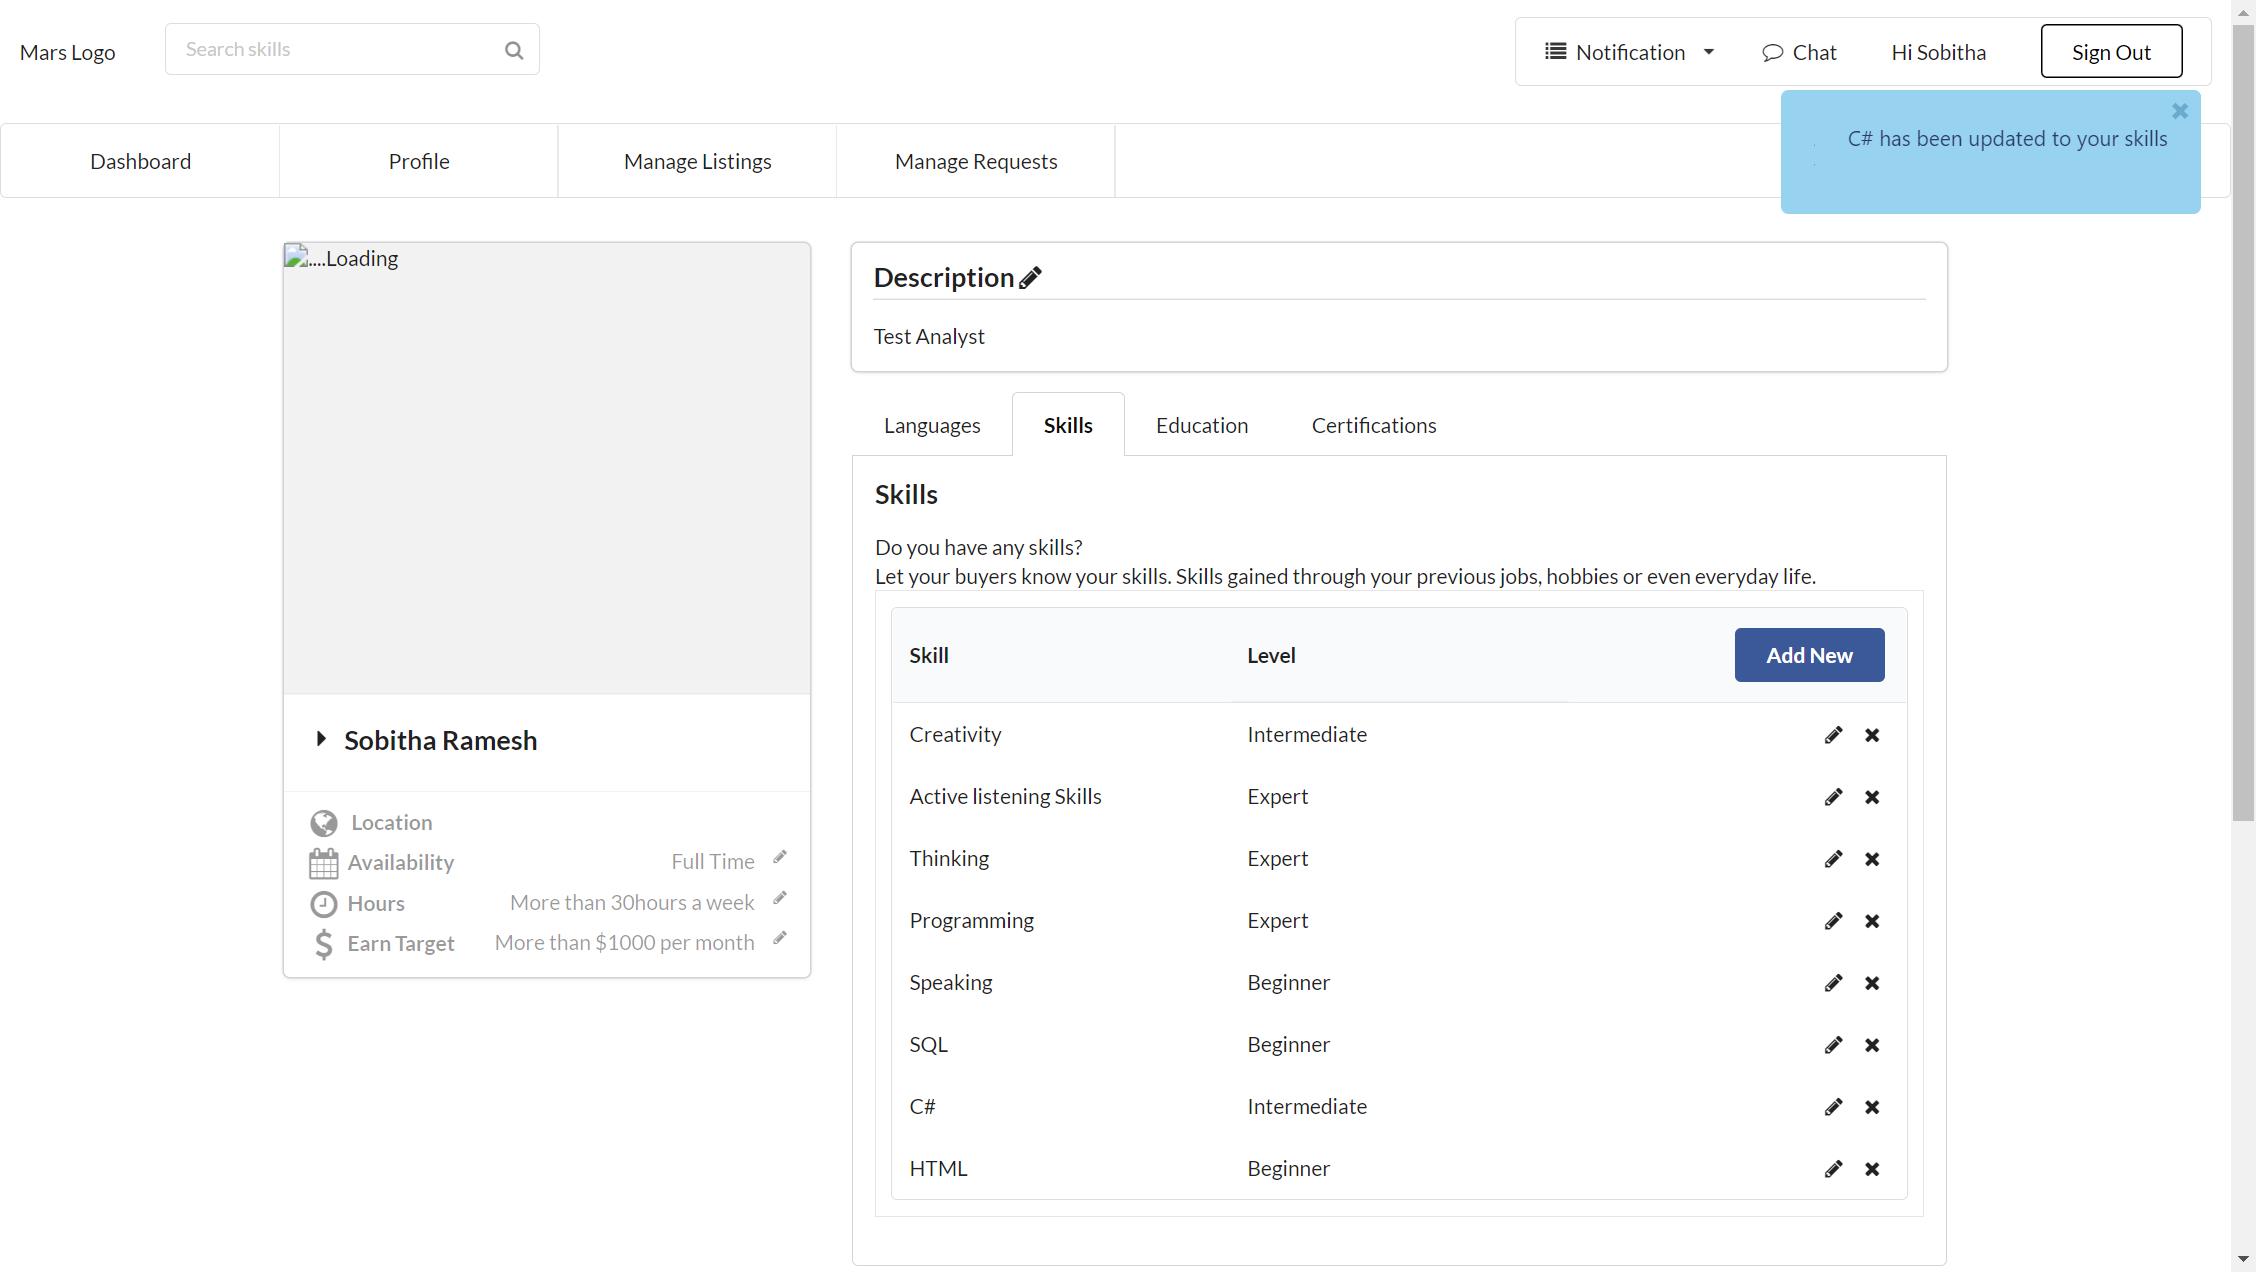 Mars Logo
Search skills
Notification
Chat
Hi Sobitha
Sign Out
C# has been updated to your skills
Dashboard
Profile
Manage Listings
Manage Requests
....Loading
Sobitha Ramesh
Location
Availability Full Time
Hours More than 30hours a week
Earn Target More than $1000 per month
Description
Test Analyst
Languages
Skills
Education
Certifications
Skills
Do you have any skills?
Let your buyers know your skills. Skills gained through your previous jobs, hobbies or even everyday life.
Skill Level Add New
Creativity Intermediate
Active listening Skills Expert
Thinking Expert
Programming Expert
Speaking Beginner
SQL Beginner
C# Intermediate
HTML Beginner